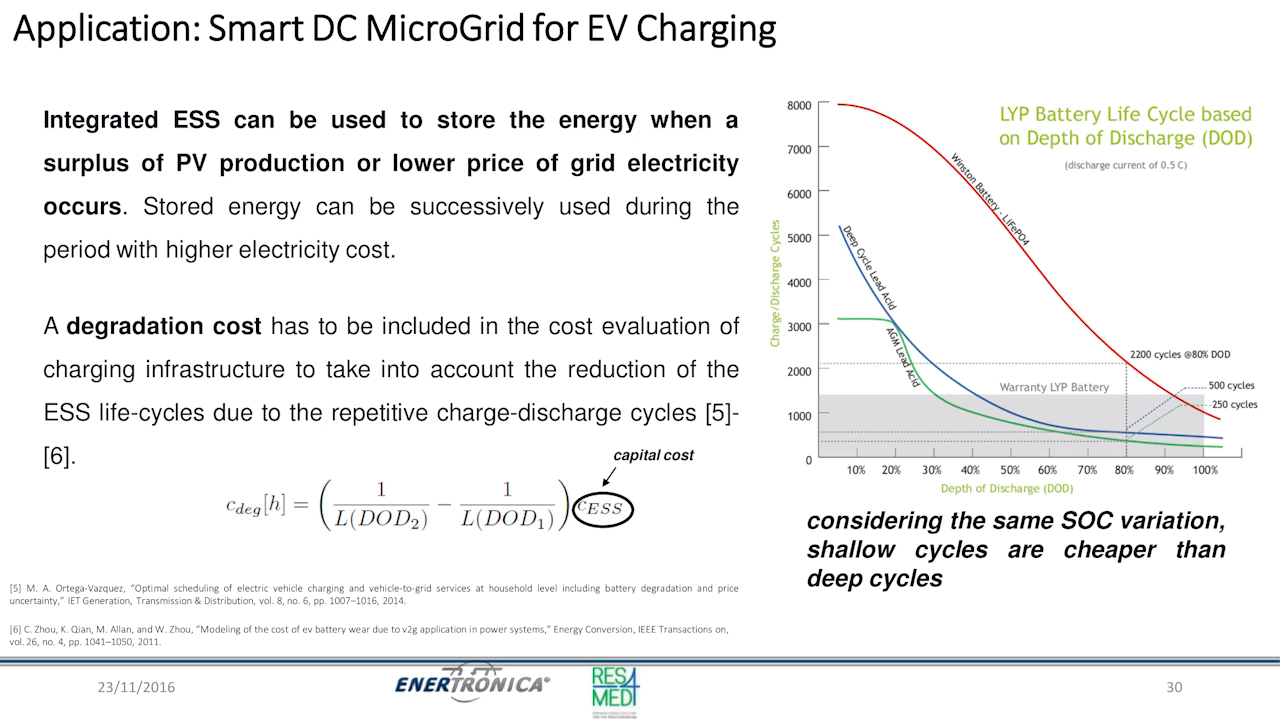 Application: Smart DC MicroGrid for EV Charging
Integrated ESS can be used to store the energy when a
surplus of PV production or lower price of grid electricity
occurs. Stored energy can be successively used during the
period with higher electricity cost.
A degradation cost has to be included in the cost evaluation of
charging infrastructure to take into account the reduction of the
ESS life-cycles due to the repetitive charge-discharge cycles [5]-
[6].
capital cost
c_deg[h] = ( 1/L(DOD₂) − 1/L(DOD₁) ) c_ESS
LYP Battery Life Cycle based
on Depth of Discharge (DOD)
(discharge current of 0.5 C)
Charge/Discharge Cycles
8000
7000
6000
5000
4000
3000
2000
1000
0
Winston Battery - LiFePO4
Deep Cycle Lead Acid
AGM Lead Acid
2200 cycles @80% DOD
Warranty LYP Battery
500 cycles
250 cycles
10% 20% 30% 40% 50% 60% 70% 80% 90% 100%
Depth of Discharge (DOD)
considering the same SOC variation,
shallow cycles are cheaper than
deep cycles
[5] M. A. Ortega-Vazquez, “Optimal scheduling of electric vehicle charging and vehicle-to-grid services at household level including battery degradation and price
uncertainty,” IET Generation, Transmission & Distribution, vol. 8, no. 6, pp. 1007–1016, 2014.
[6] C. Zhou, K. Qian, M. Allan, and W. Zhou, “Modeling of the cost of ev battery wear due to v2g application in power systems,” Energy Conversion, IEEE Transactions on,
vol. 26, no. 4, pp. 1041–1050, 2011.
23/11/2016
ENERTRONICA®
RES4
MED
30